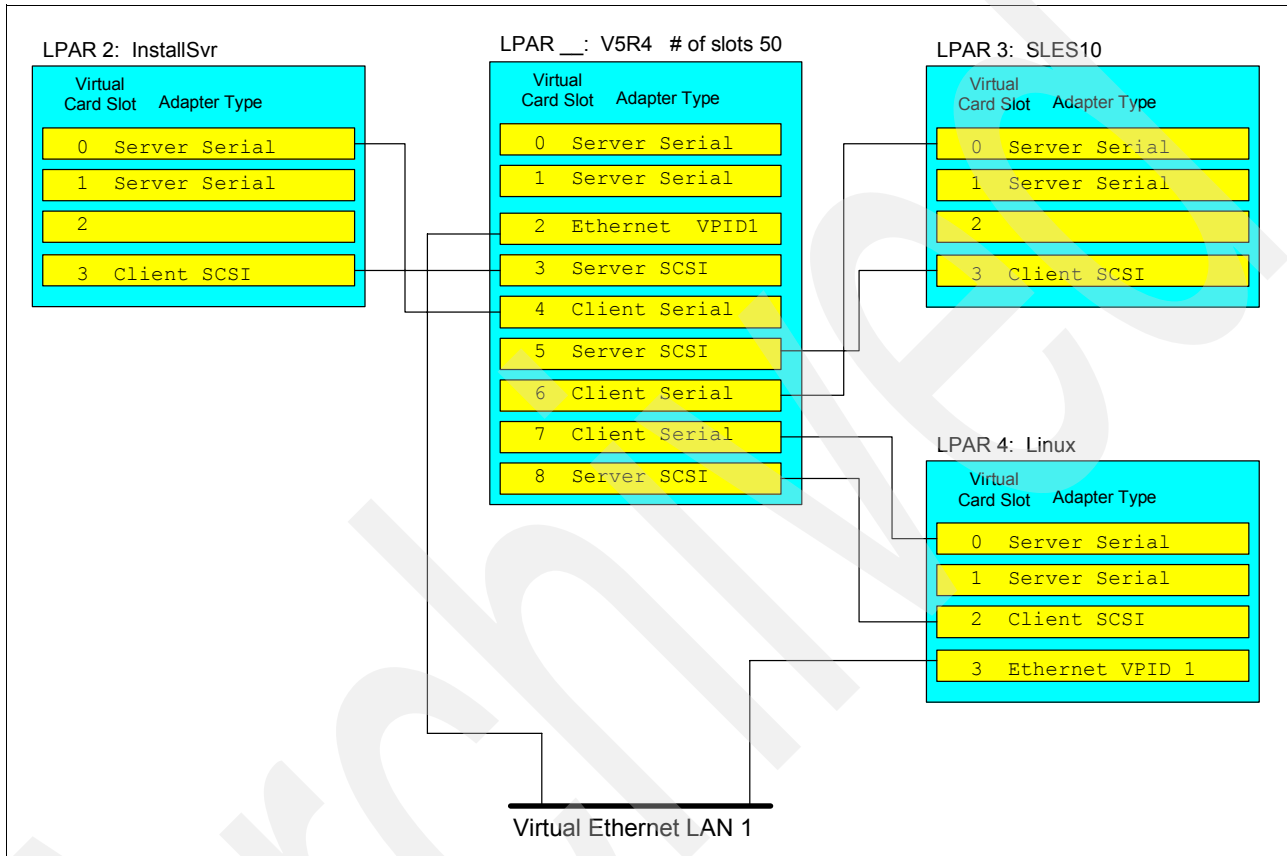 LPAR 2: InstallSvr
Virtual
Card Slot Adapter Type
0 Server Serial
1 Server Serial
2
3 Client SCSI
LPAR __: V5R4 # of slots 50
Virtual
Card Slot Adapter Type
0 Server Serial
1 Server Serial
2 Ethernet VPID1
3 Server SCSI
4 Client Serial
5 Server SCSI
6 Client Serial
7 Client Serial
8 Server SCSI
LPAR 3: SLES10
Virtual
Card Slot Adapter Type
0 Server Serial
1 Server Serial
2
3 Client SCSI
LPAR 4: Linux
Virtual
Card Slot Adapter Type
0 Server Serial
1 Server Serial
2 Client SCSI
3 Ethernet VPID 1
Virtual Ethernet LAN 1
Archived